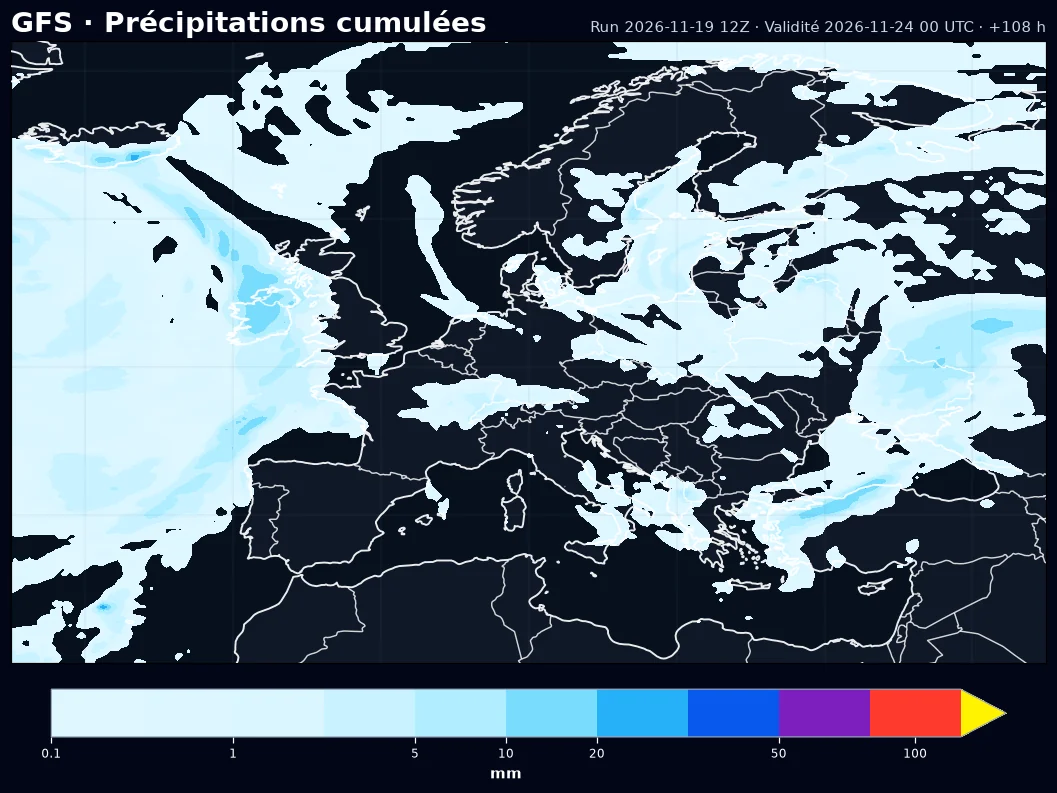 GFS · Précipitations cumulées
Run 2026-11-19 12Z · Validité 2026-11-24 00 UTC · +108 h
0.1 1 5 10 20 50 100
mm